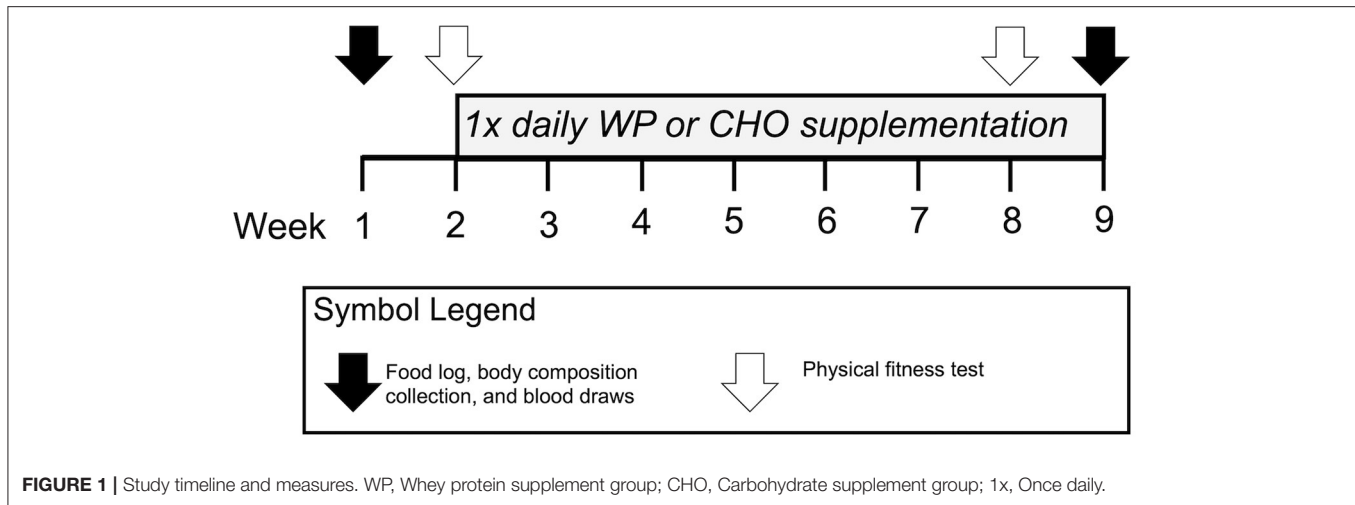 1x daily WP or CHO supplementation
Week 1 2 3 4 5 6 7 8 9
Symbol Legend
Food log, body composition
collection, and blood draws
Physical fitness test
FIGURE 1 | Study timeline and measures. WP, Whey protein supplement group; CHO, Carbohydrate supplement group; 1x, Once daily.